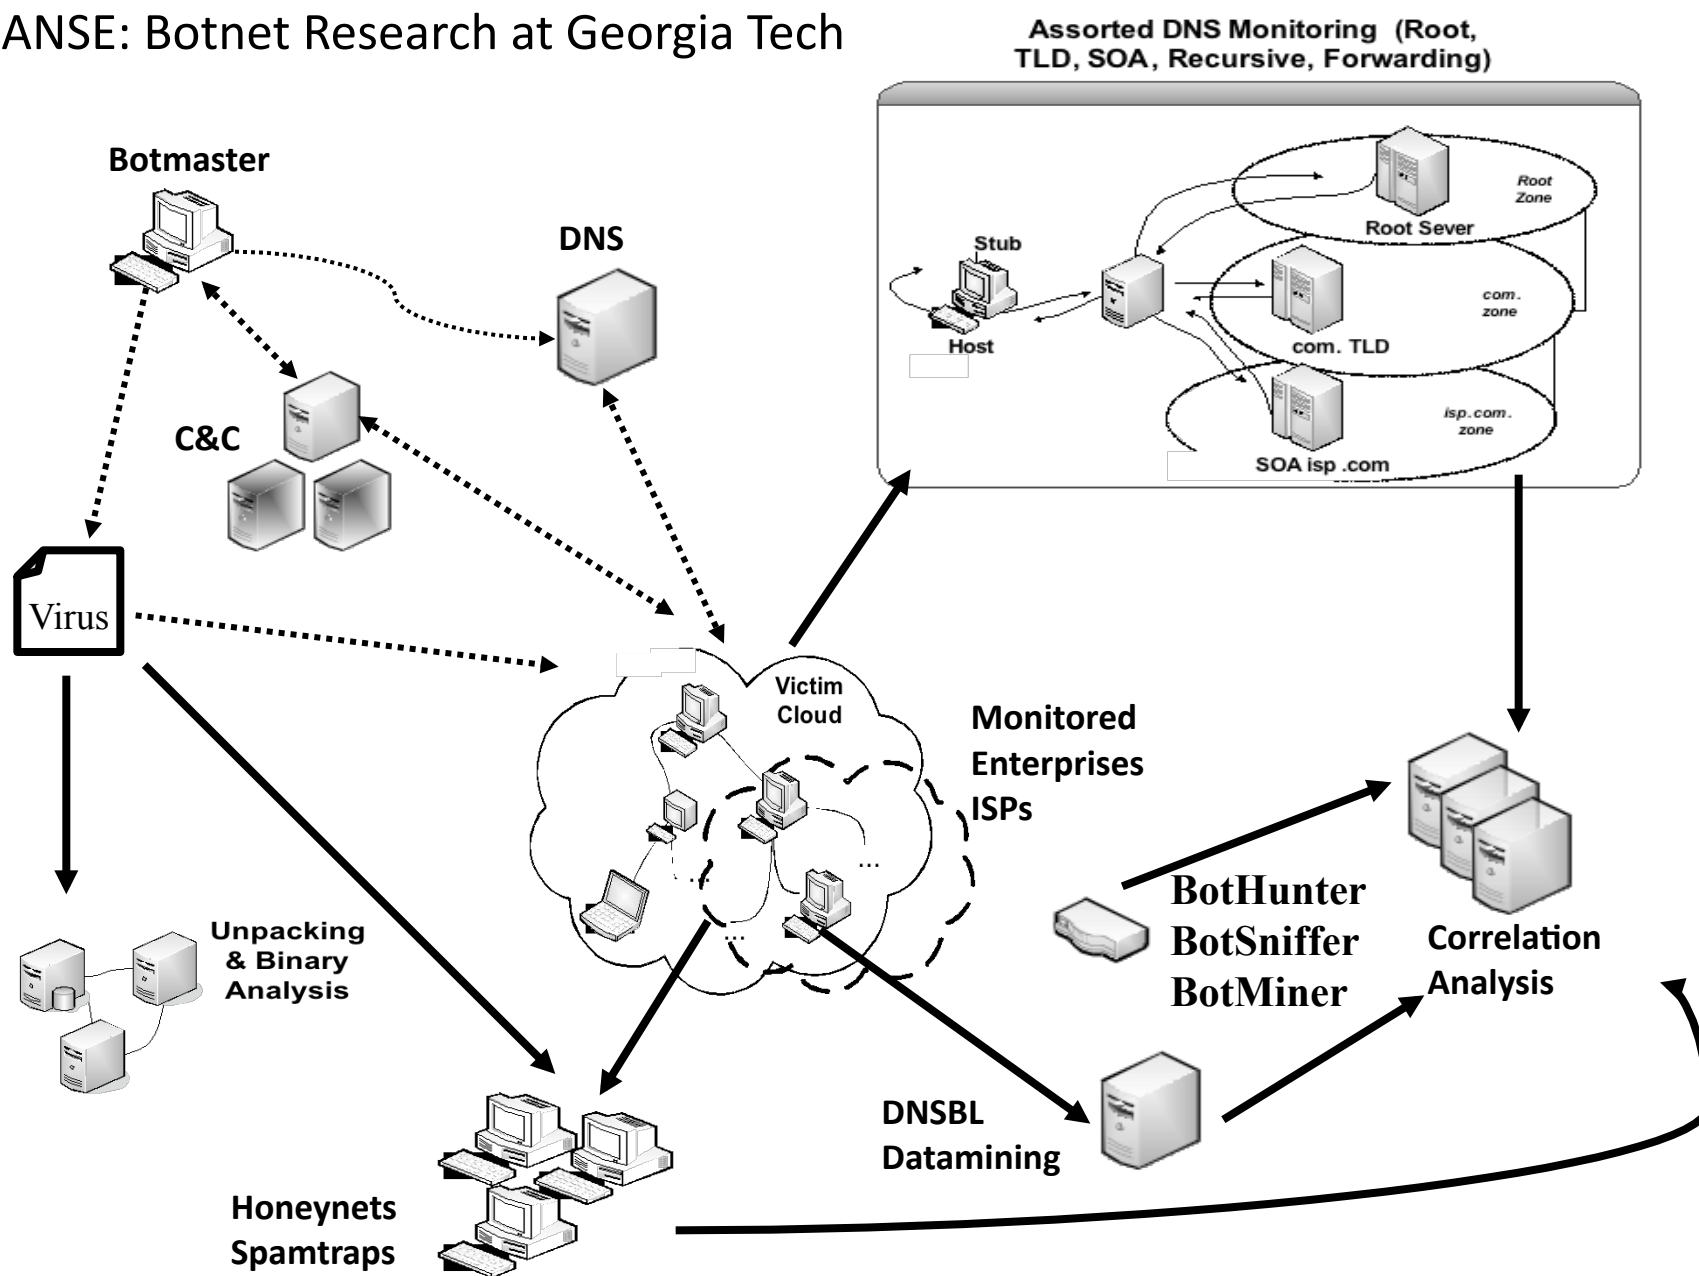 ANSE: Botnet Research at Georgia Tech
Assorted DNS Monitoring (Root,
TLD, SOA, Recursive, Forwarding)
Botmaster
DNS
C&C
Virus
Root
Zone
Root Sever
Stub
Host
com.
zone
com. TLD
isp.com.
zone
SOA isp .com
Victim
Cloud
...
...
...
Monitored
Enterprises
ISPs
Unpacking
& Binary
Analysis
BotHunter
BotSniffer
BotMiner
Correlation
Analysis
DNSBL
Datamining
Honeynets
Spamtraps